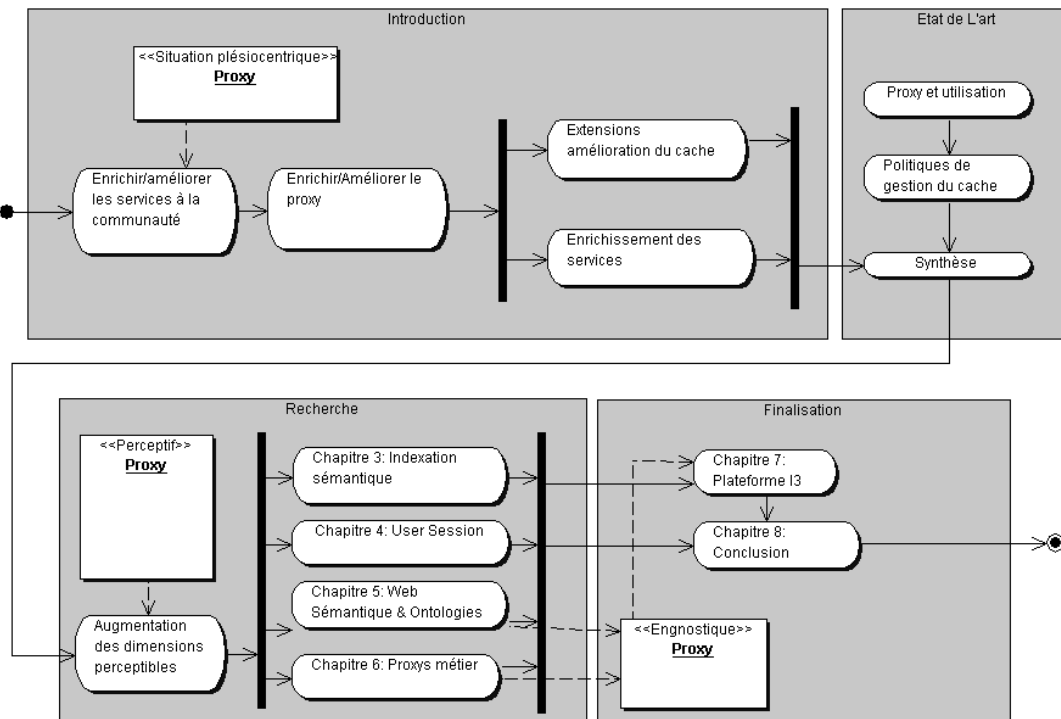 Introduction
<<Situation plésiocentrique>>
Proxy
Enrichir/améliorer
les services à la
communauté
Enrichir/Améliorer le
proxy
Extensions
amélioration du cache
Enrichissement des
services
Etat de L'art
Proxy et utilisation
Politiques de
gestion du cache
Synthèse
Recherche
<<Perceptif>>
Proxy
Augmentation
des dimensions
perceptibles
Chapitre 3: Indexation
sémantique
Chapitre 4: User Session
Chapitre 5: Web
Sémantique & Ontologies
Chapitre 6: Proxys métier
Finalisation
Chapitre 7:
Plateforme I3
Chapitre 8:
Conclusion
<<Engnostique>>
Proxy